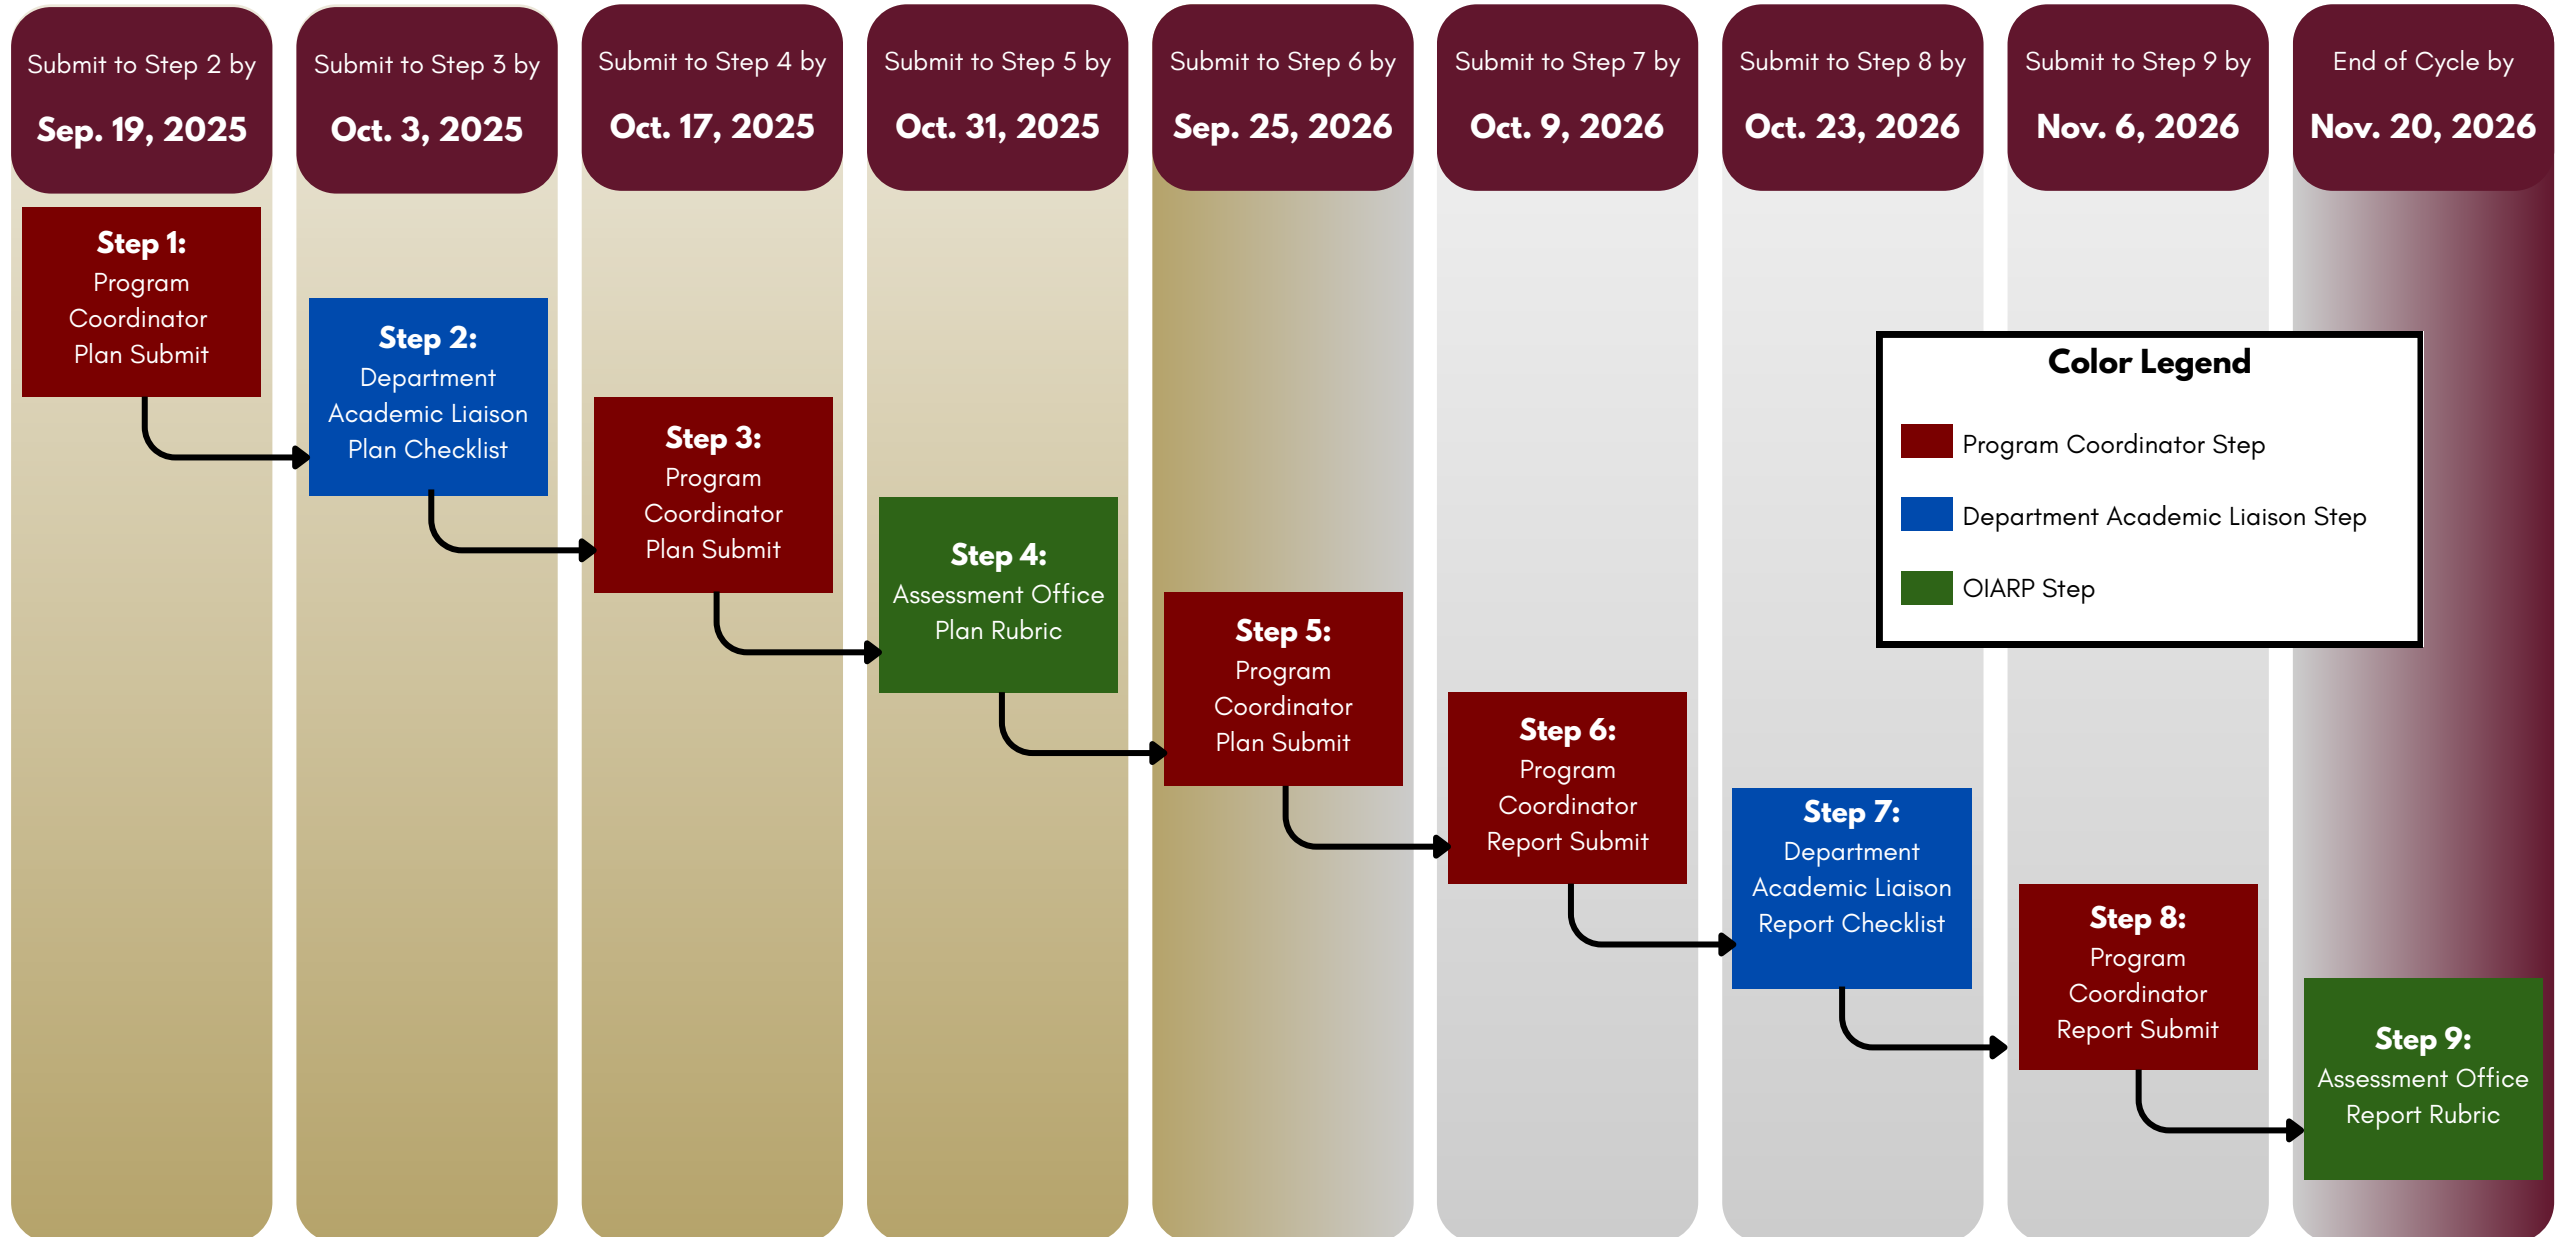 Submit to Step 2 by
Sep. 19, 2025
Submit to Step 3 by
Oct. 3, 2025
Submit to Step 4 by
Oct. 17, 2025
Submit to Step 5 by
Oct. 31, 2025
Submit to Step 6 by
Sep. 25, 2026
Submit to Step 7 by
Oct. 9, 2026
Submit to Step 8 by
Oct. 23, 2026
Submit to Step 9 by
Nov. 6, 2026
End of Cycle by
Nov. 20, 2026
Step 1:
Program
Coordinator
Plan Submit
Step 2:
Department
Academic Liaison
Plan Checklist
Step 3:
Program
Coordinator
Plan Submit
Step 4:
Assessment Office
Plan Rubric
Step 5:
Program
Coordinator
Plan Submit
Step 6:
Program
Coordinator
Report Submit
Step 7:
Department
Academic Liaison
Report Checklist
Step 8:
Program
Coordinator
Report Submit
Step 9:
Assessment Office
Report Rubric
Color Legend
Program Coordinator Step
Department Academic Liaison Step
OIARP Step